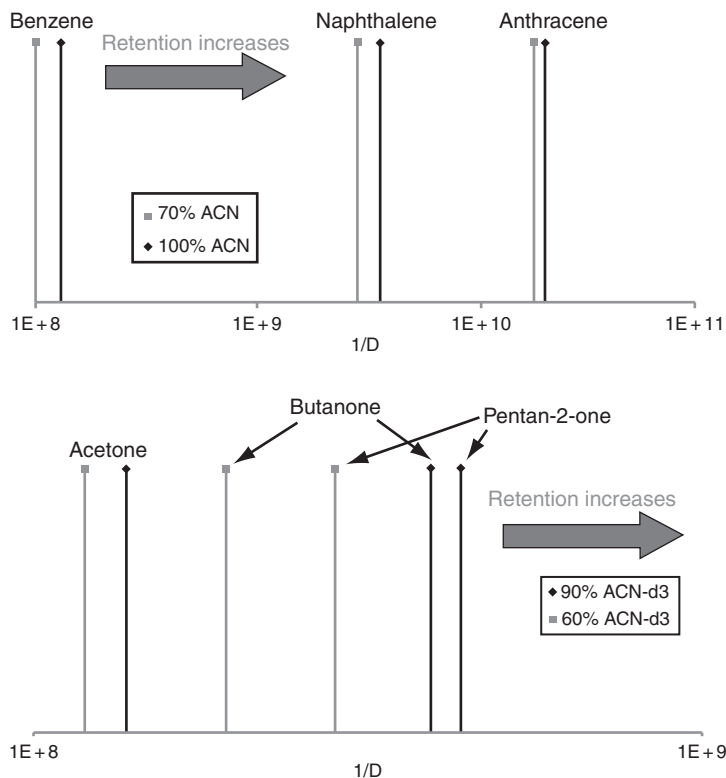 Benzene
Naphthalene
Anthracene
Retention increases
70% ACN
100% ACN
1E+8
1E+9
1E+10
1E+11
1/D
Butanone
Pentan-2-one
Acetone
Retention increases
90% ACN-d3
60% ACN-d3
1E+8
1E+9
1/D